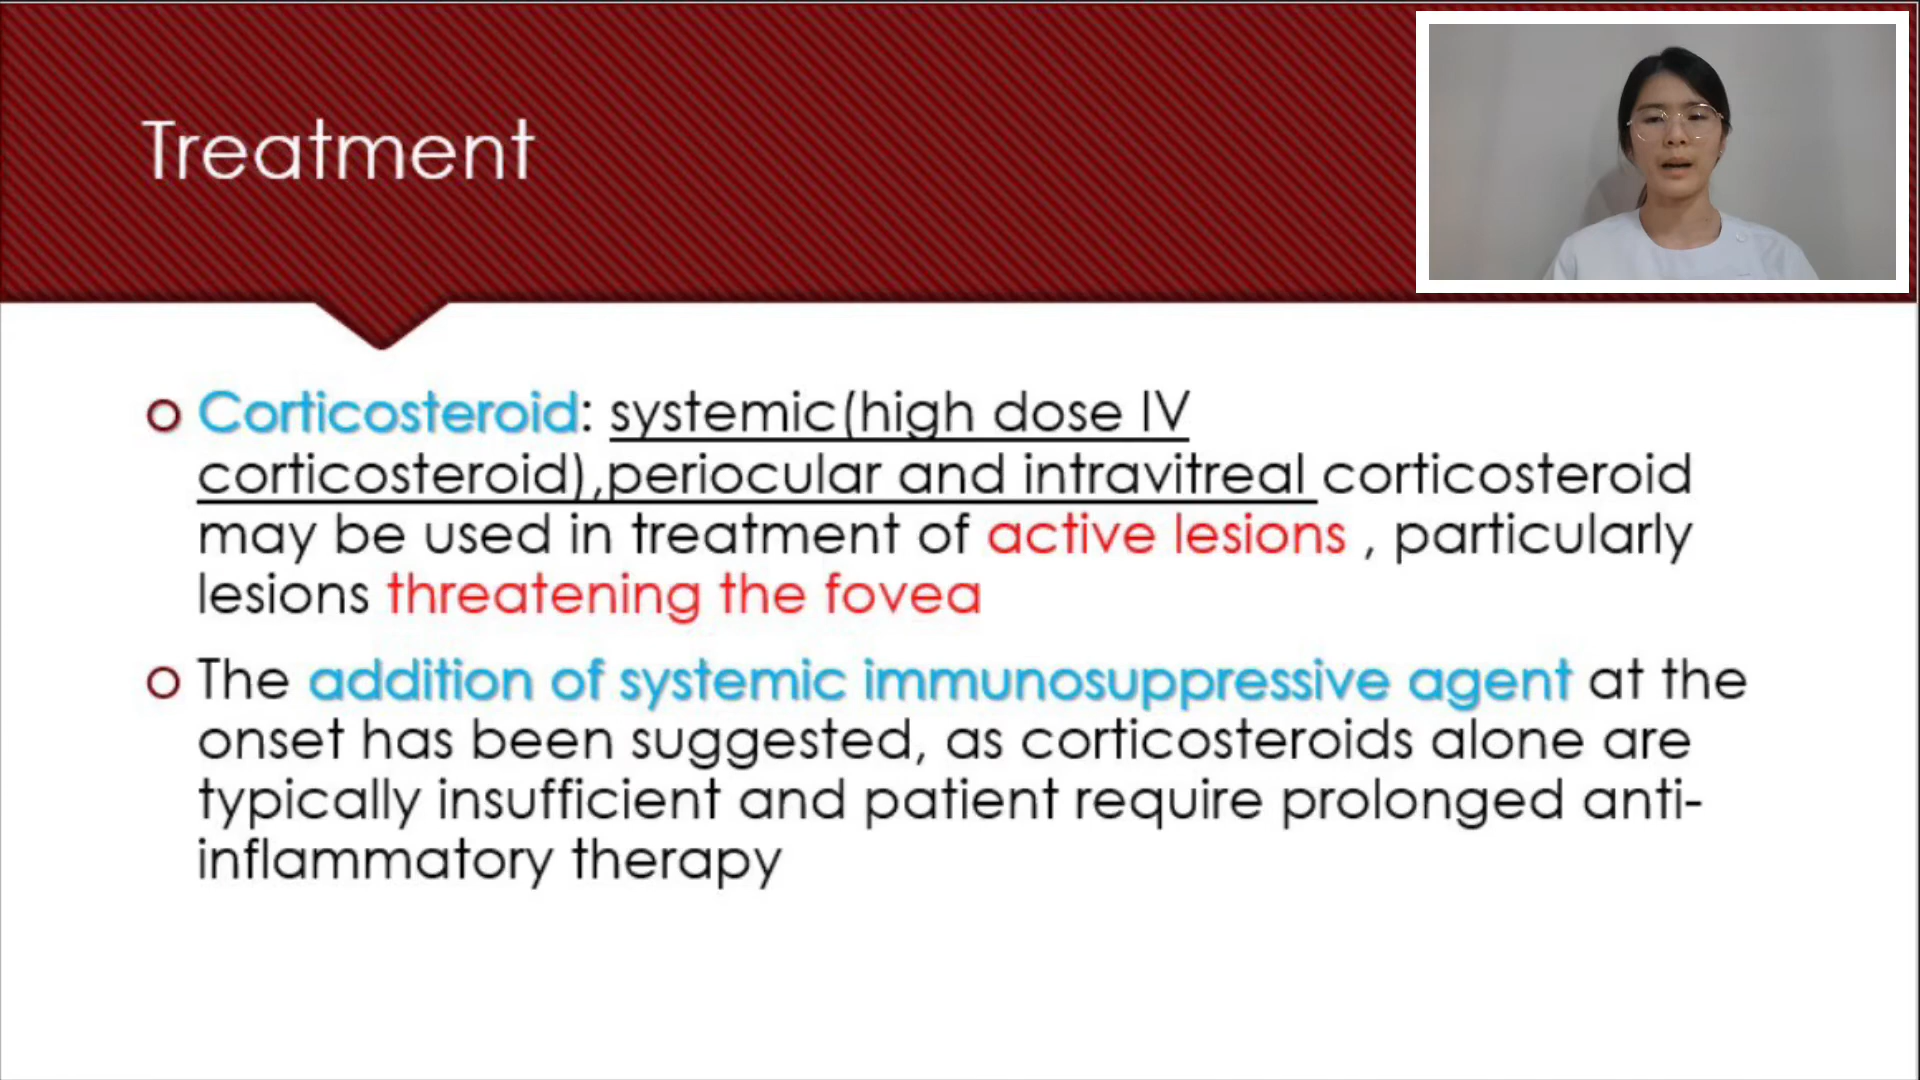 Treatment
Corticosteroid: systemic(high dose IV
corticosteroid),periocular and intravitreal corticosteroid
may be used in treatment of active lesions , particularly
lesions threatening the fovea
The addition of systemic immunosuppressive agent at the
onset has been suggested, as corticosteroids alone are
typically insufficient and patient require prolonged anti-
inflammatory therapy